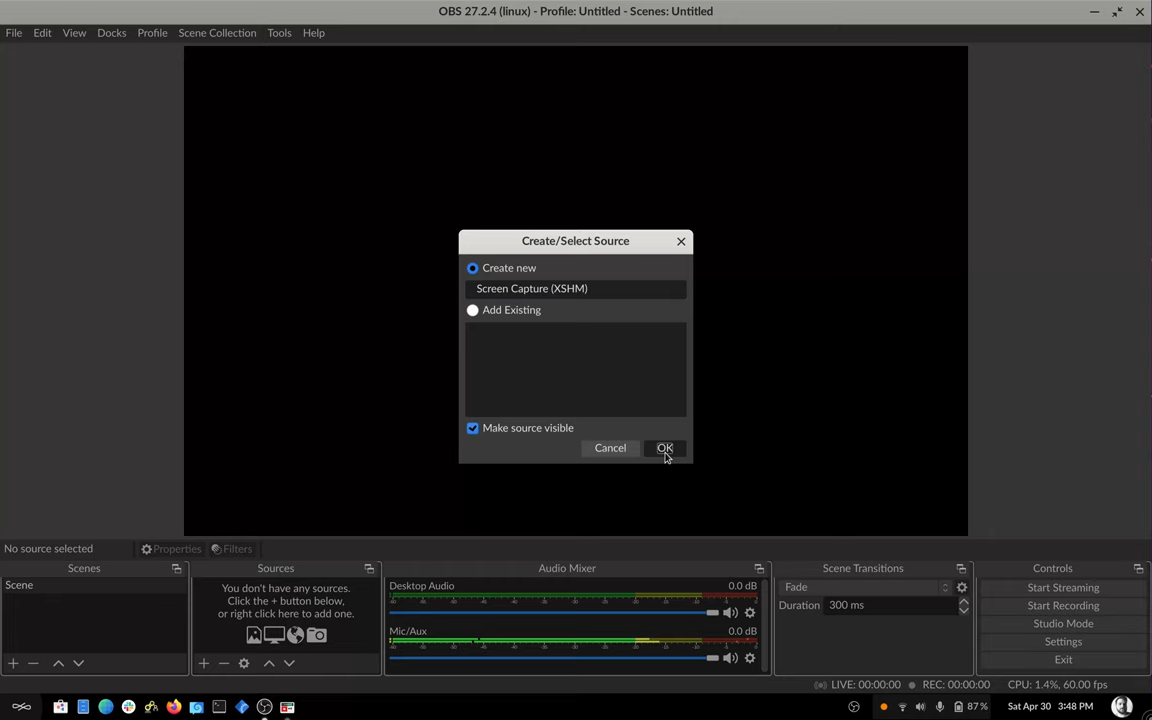 OBS 27.2.4 (linux) - Profile: Untitled - Scenes: Untitled
File Edit View Docks Profile Scene Collection Tools Help
Create/Select Source
Create new
Screen Capture (XSHM)
Add Existing
Make source visible
Cancel OK
No source selected Properties Filters
Scenes Sources Audio Mixer Scene Transitions Controls
Scene
You don't have any sources.
Click the + button below,
or right click here to add one.
Desktop Audio 0.0 dB
Mic/Aux 0.0 dB
Fade
Duration 300 ms
Start Streaming
Start Recording
Studio Mode
Settings
Exit
LIVE: 00:00:00 REC: 00:00:00 CPU: 1.4%, 60.00 fps
87% Sat Apr 30 3:48 PM